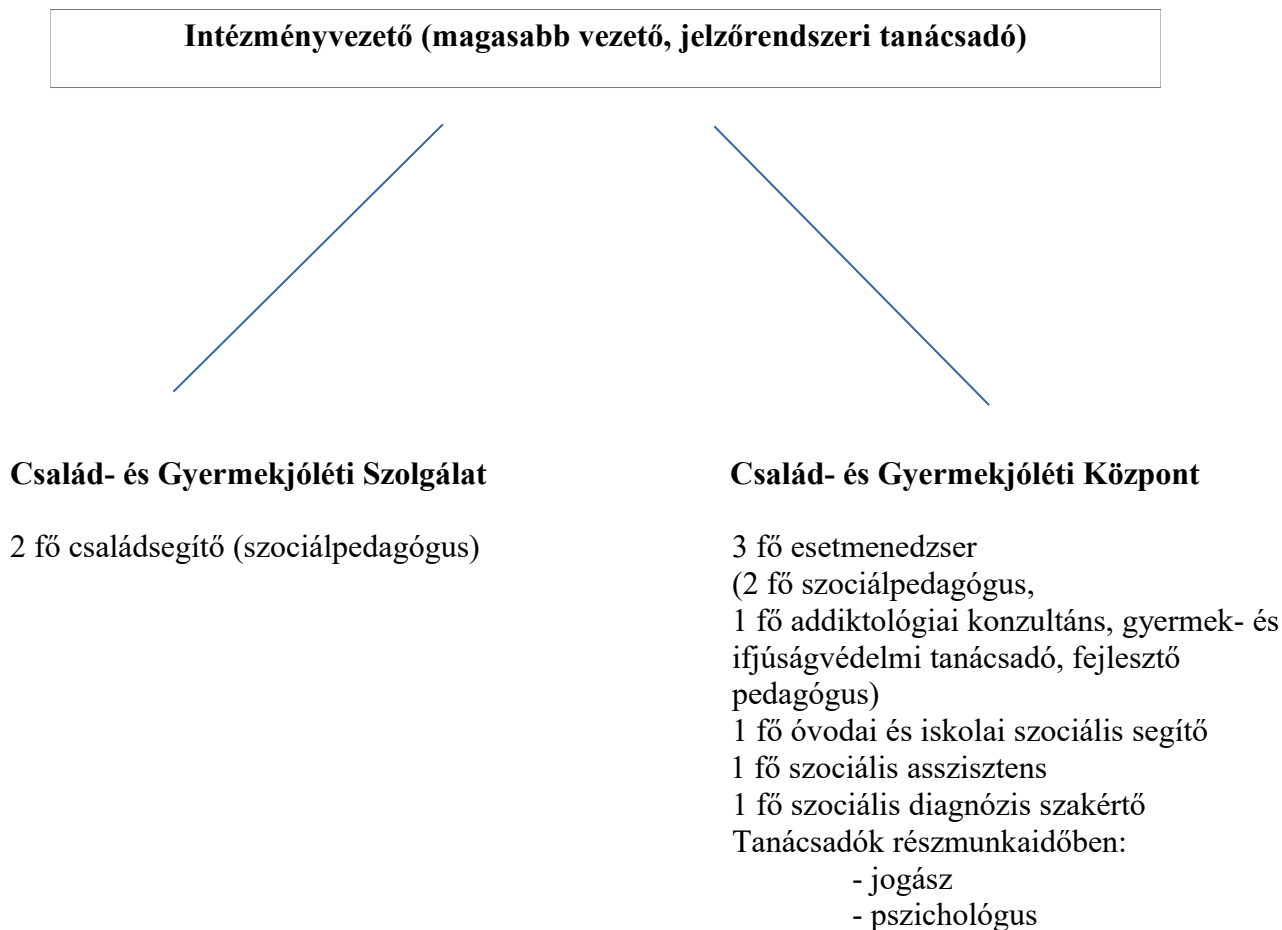 Intézményvezető (magasabb vezető, jelzőrendszeri tanácsadó)
Család- és Gyermekjóléti Szolgálat
2 fő családsegítő (szociálpedagógus)
Család- és Gyermekjóléti Központ
3 fő esetmenedzser
(2 fő szociálpedagógus,
1 fő addiktológiai konzultáns, gyermek- és
ifjúságvédelmi tanácsadó, fejlesztő
pedagógus)
1 fő óvodai és iskolai szociális segítő
1 fő szociális asszisztens
1 fő szociális diagnózis szakértő
Tanácsadók részmunkaidőben:
- jogász
- pszichológus